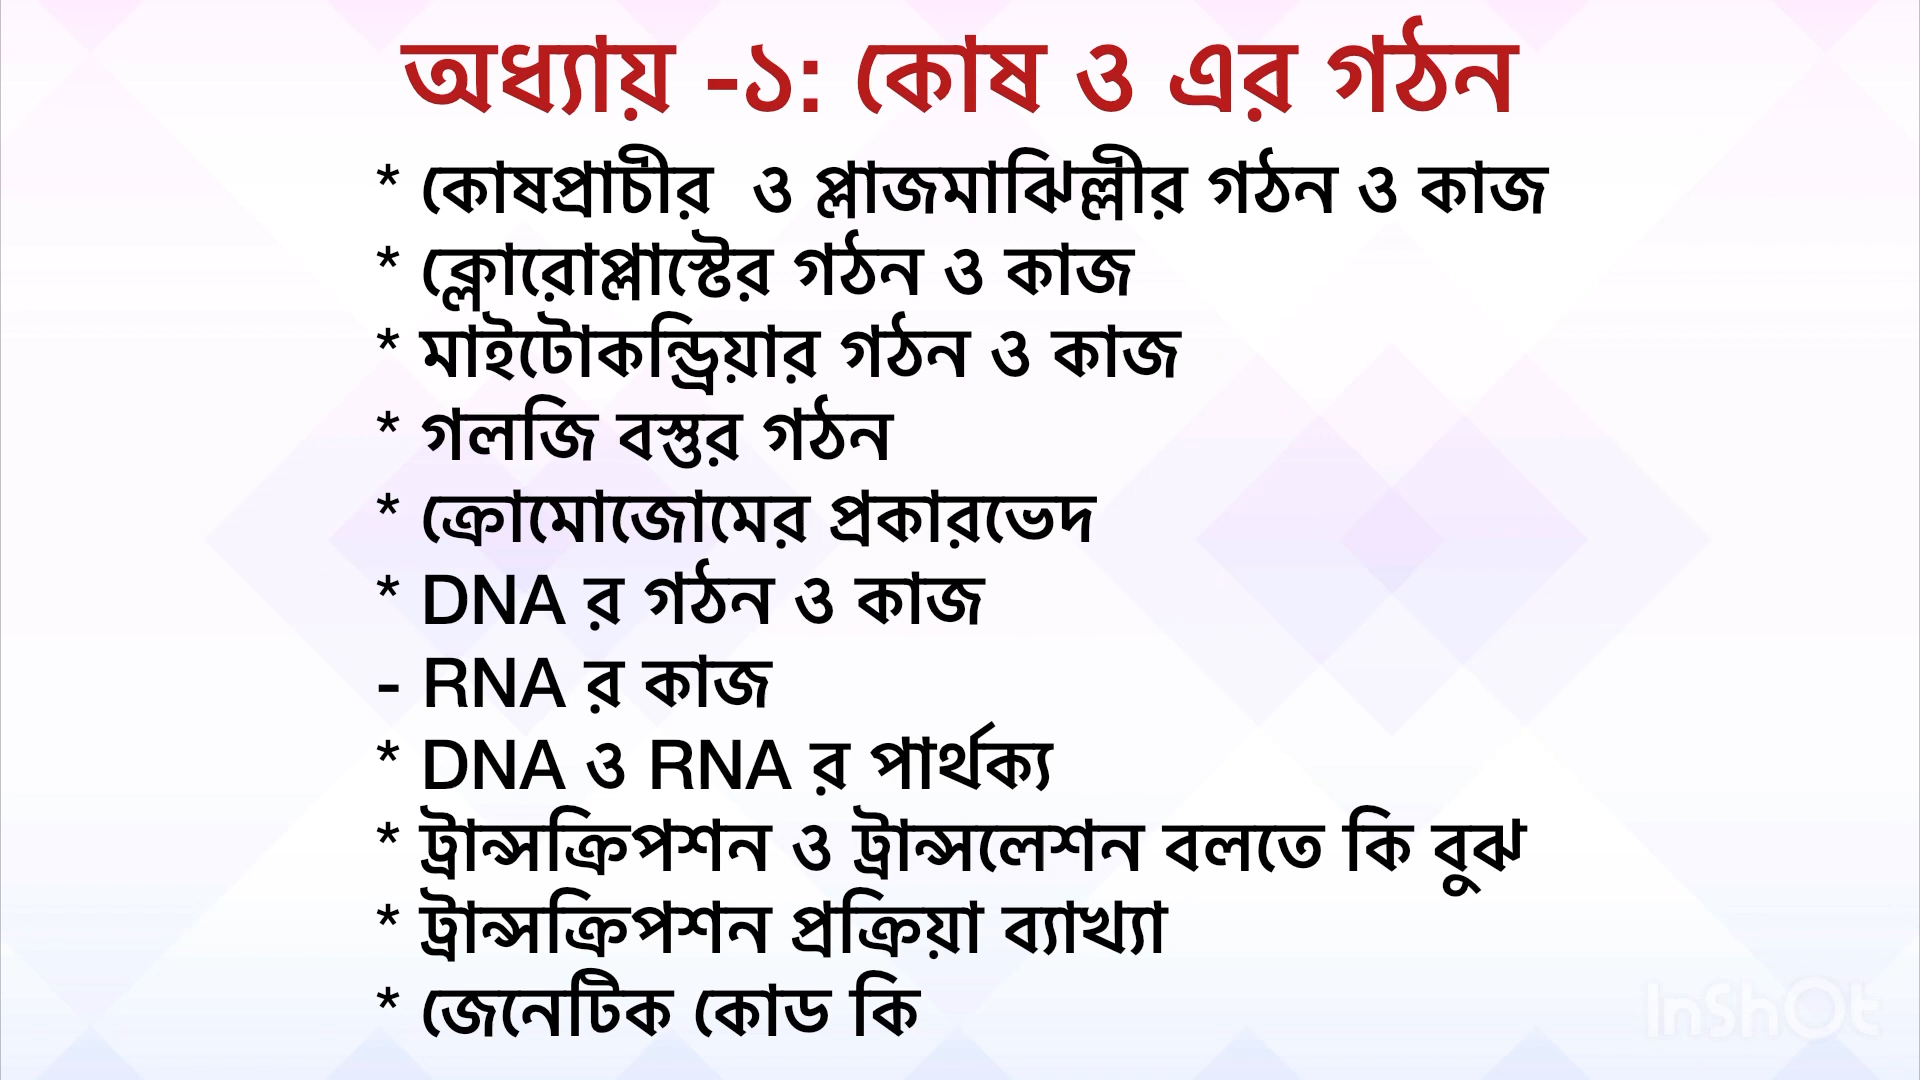 অধ্যায় -১: কোষ ও এর গঠন
* কোষপ্রাচীর ও প্লাজমাঝিল্লীর গঠন ও কাজ
* ক্লোরোপ্লাস্টের গঠন ও কাজ
* মাইটোকন্ড্রিয়ার গঠন ও কাজ
* গলজি বস্তুর গঠন
* ক্রোমোজোমের প্রকারভেদ
* DNA র গঠন ও কাজ
- RNA র কাজ
* DNA ও RNA র পার্থক্য
* ট্রান্সক্রিপশন ও ট্রান্সলেশন বলতে কি বুঝ
* ট্রান্সক্রিপশন প্রক্রিয়া ব্যাখ্যা
* জেনেটিক কোড কি
InShOt